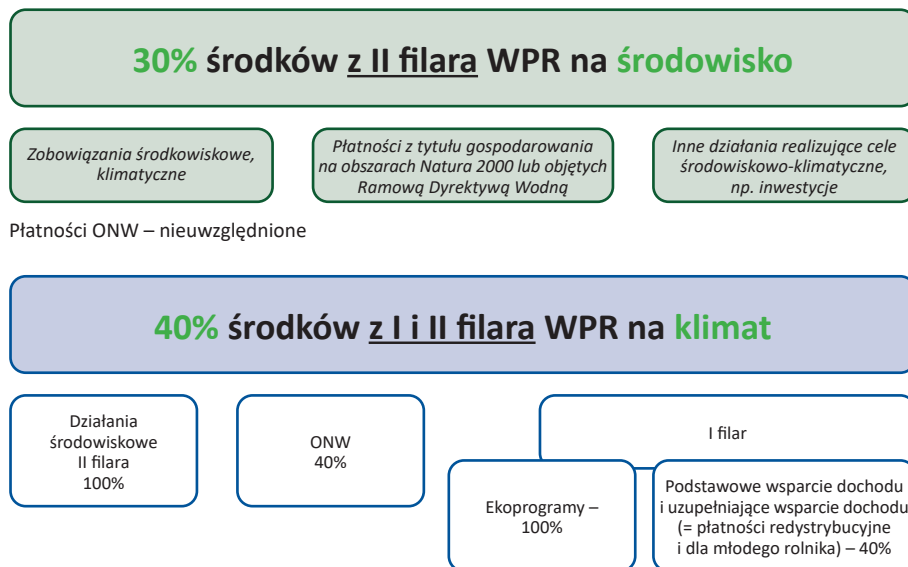 30% środków z II filara WPR na środowisko
Zobowiązania środkowiskowe,
klimatyczne
Płatności z tytułu gospodarowania
na obszarach Natura 2000 lub objętych
Ramową Dyrektywą Wodną
Inne działania realizujące cele
środowiskowo-klimatyczne,
np. inwestycje
Płatności ONW – nieuwzględnione
40% środków z I i II filara WPR na klimat
Działania
środowiskowe
II filara
100%
ONW
40%
I filar
Ekoprogramy –
100%
Podstawowe wsparcie dochodu
i uzupełniające wsparcie dochodu
(= płatności redystrybucyjne
i dla młodego rolnika) – 40%